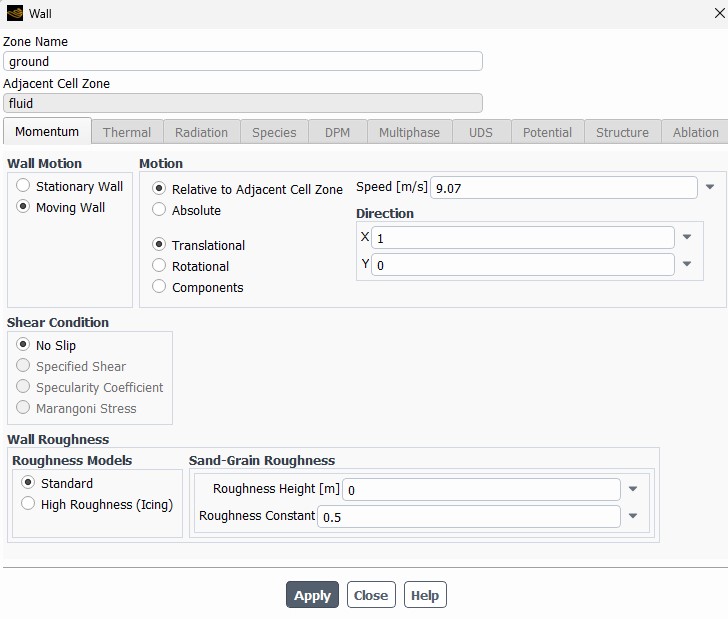 Wall
Zone Name
ground
Adjacent Cell Zone
fluid
Momentum Thermal Radiation Species DPM Multiphase UDS Potential Structure Ablation
Wall Motion
Stationary Wall
Moving Wall
Motion
Relative to Adjacent Cell Zone
Absolute
Translational
Rotational
Components
Speed [m/s] 9.07
Direction
X 1
Y 0
Shear Condition
No Slip
Specified Shear
Specularity Coefficient
Marangoni Stress
Wall Roughness
Roughness Models
Standard
High Roughness (Icing)
Sand-Grain Roughness
Roughness Height [m] 0
Roughness Constant 0.5
Apply Close Help